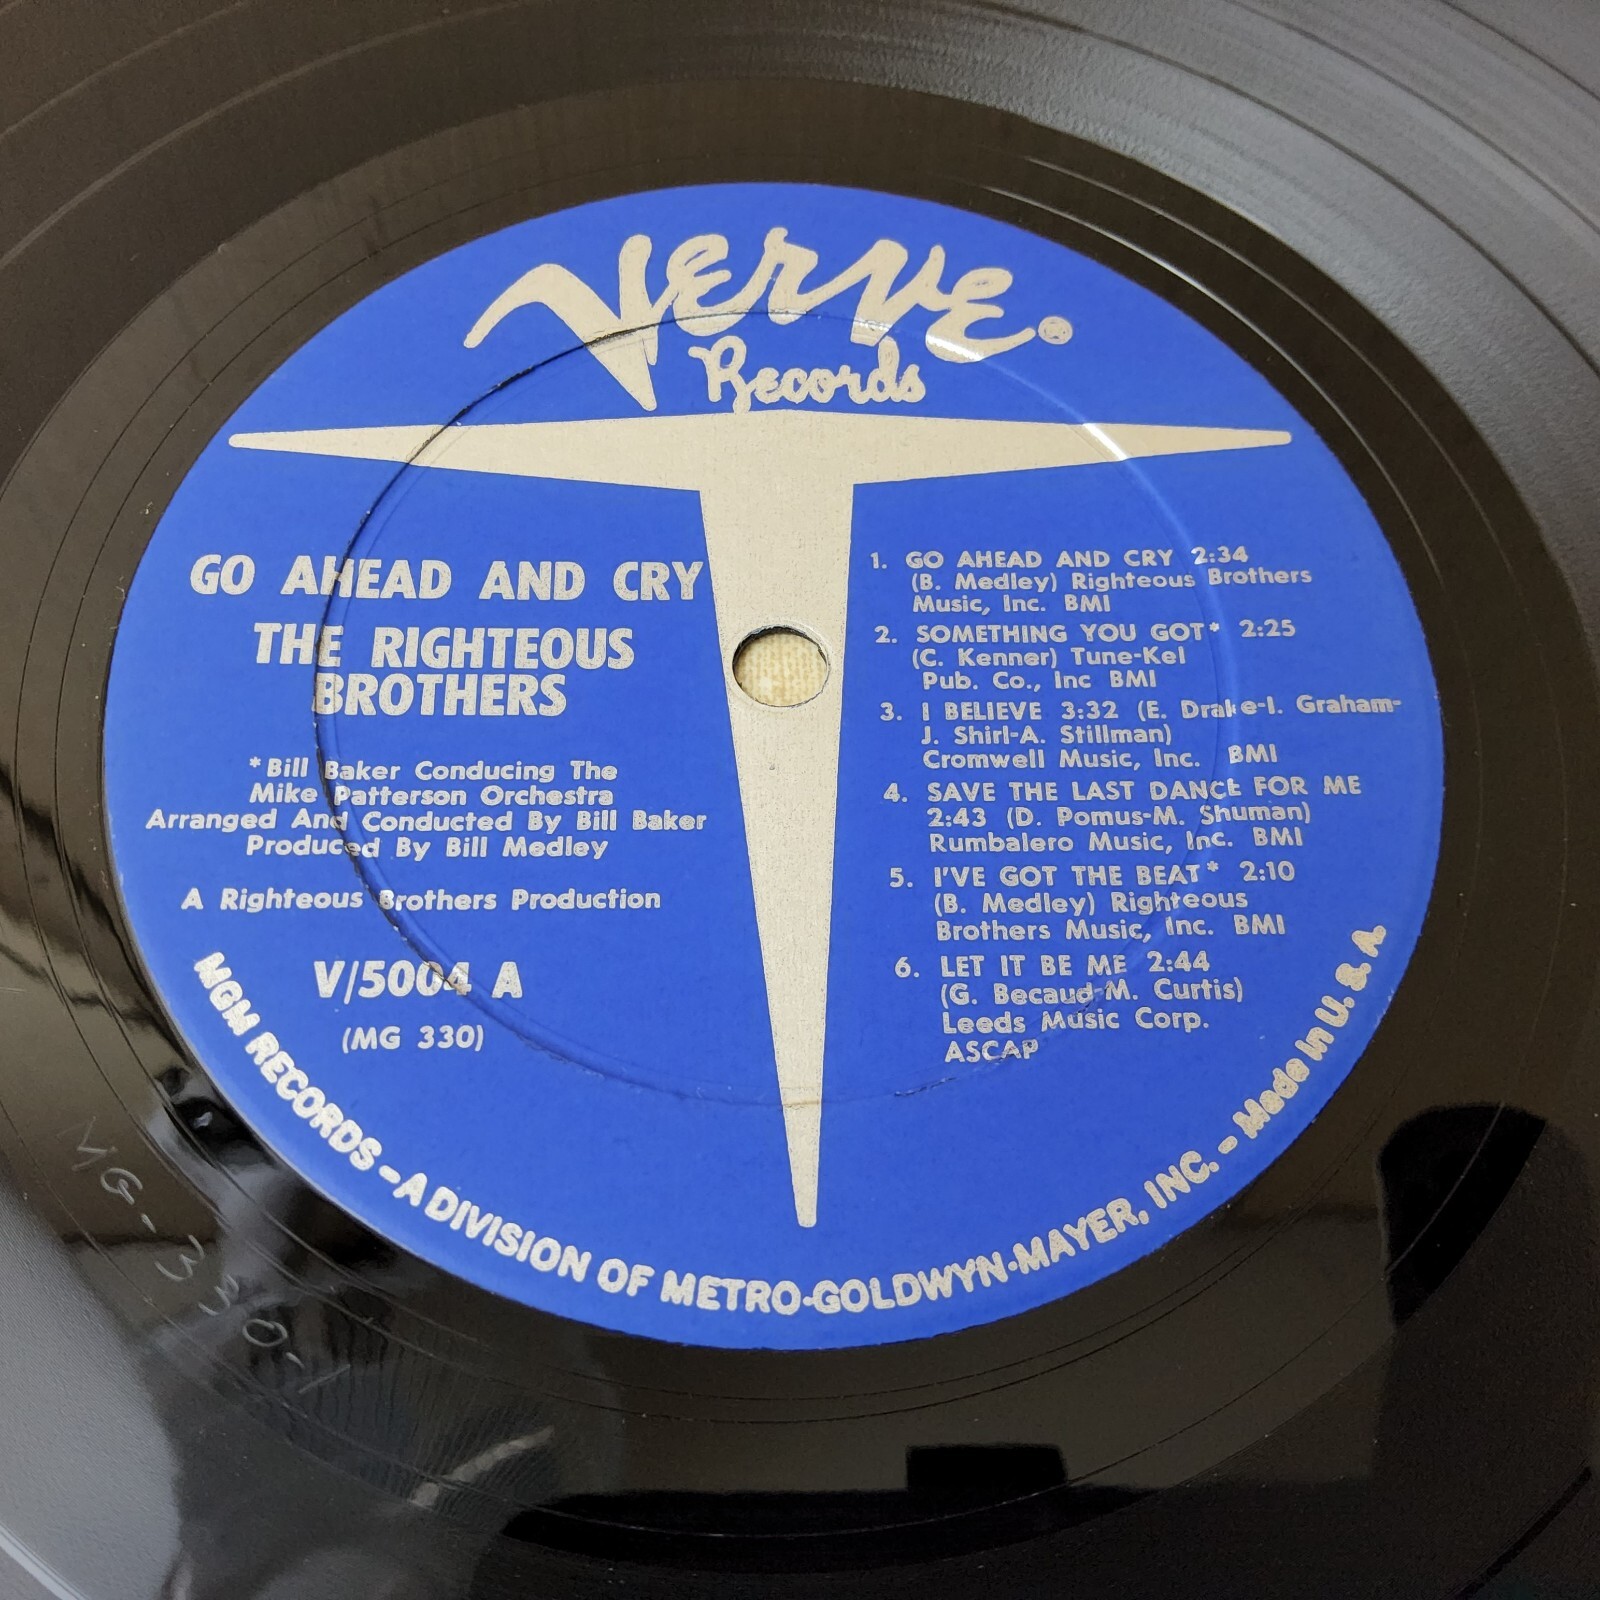 Verve®
Records
GO AHEAD AND CRY
THE RIGHTEOUS
BROTHERS
*Bill Baker Conducing The
Mike Patterson Orchestra
Arranged And Conducted By Bill Baker
Produced By Bill Medley
A Righteous Brothers Production
V/5004 A
(MG 330)
1. GO AHEAD AND CRY 2:34
(B. Medley) Righteous Brothers
Music, Inc. BMI
2. SOMETHING YOU GOT* 2:25
(C. Kenner) Tune-Kel
Pub. Co., Inc BMI
3. I BELIEVE 3:32 (E. Drake-I. Graham-
J. Shirl-A. Stillman)
Cromwell Music, Inc. BMI
4. SAVE THE LAST DANCE FOR ME
2:43 (D. Pomus-M. Shuman)
Rumbalero Music, Inc. BMI
5. I'VE GOT THE BEAT* 2:10
(B. Medley) Righteous
Brothers Music, Inc. BMI
6. LET IT BE ME 2:44
(G. Becaud-M. Curtis)
Leeds Music Corp.
ASCAP
MGM RECORDS - A DIVISION OF METRO-GOLDWYN-MAYER, INC. - Made In U. S. A.
MG-330-1